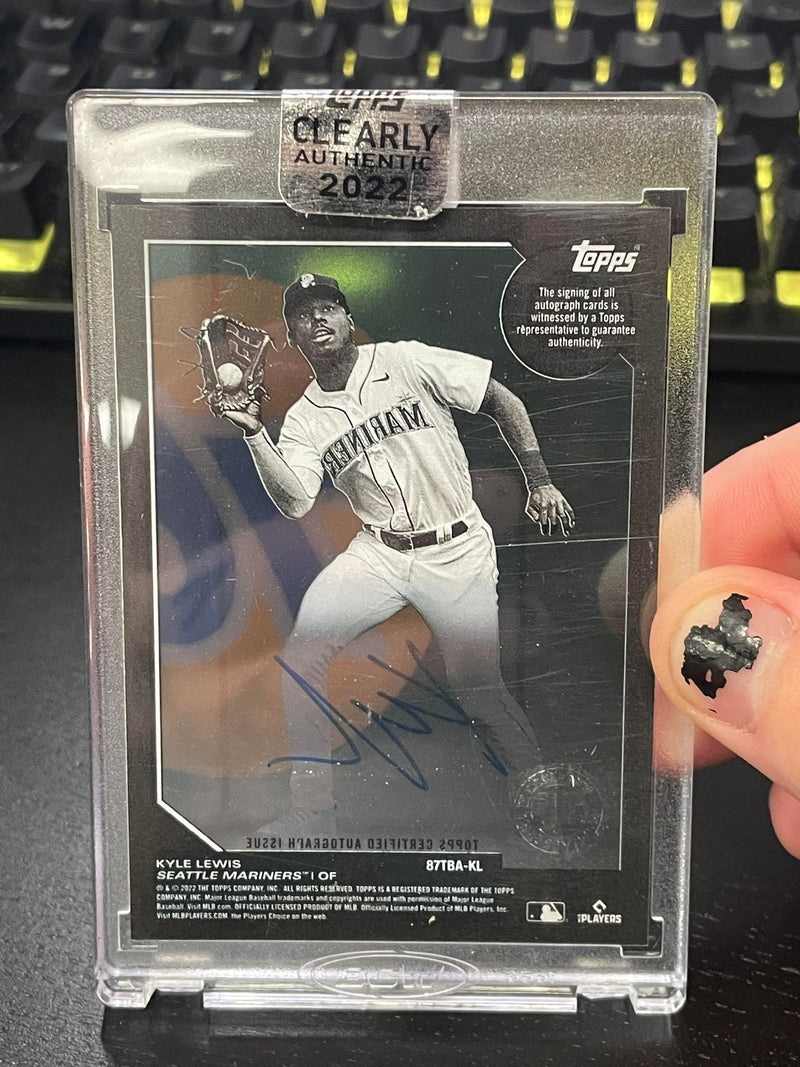 topps
CLEARLY
AUTHENTIC
2022
Topps
The signing of all
autograph cards is
witnessed by a Topps
representative to guarantee
authenticity.
MARINERS
TOPPS CERTIFIED AUTOGRAPH ISSUE
KYLE LEWIS
87TBA-KL
SEATTLE MARINERS™ | OF
® & © 2022 THE TOPPS COMPANY, INC. ALL RIGHTS RESERVED. TOPPS IS A REGISTERED TRADEMARK OF THE TOPPS
COMPANY, INC. Major League Baseball trademarks and copyrights are used with permission of Major League
Baseball. Visit MLB.com. OFFICIALLY LICENSED PRODUCT OF MLB. Officially Licensed Product of MLB Players, Inc.
Visit MLBPLAYERS.COM, the Players Choice on the web.
PLAYERS